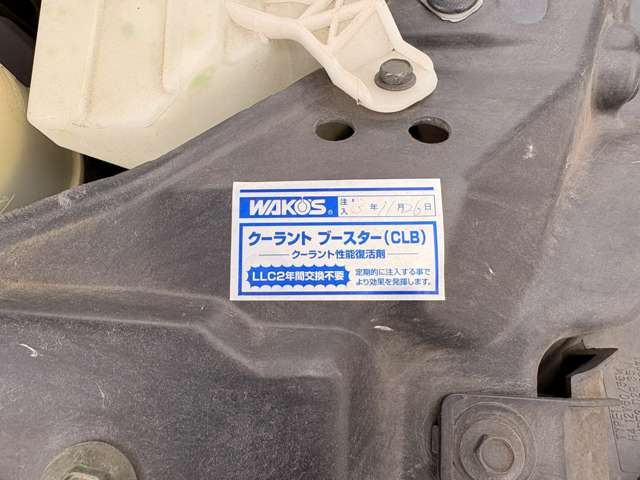 WAKO'S 注入 年 11月26日
クーラント ブースター(CLB)
クーラント性能復活剤
LLC2年間交換不要
定期的に注入する事で
より効果を発揮します。